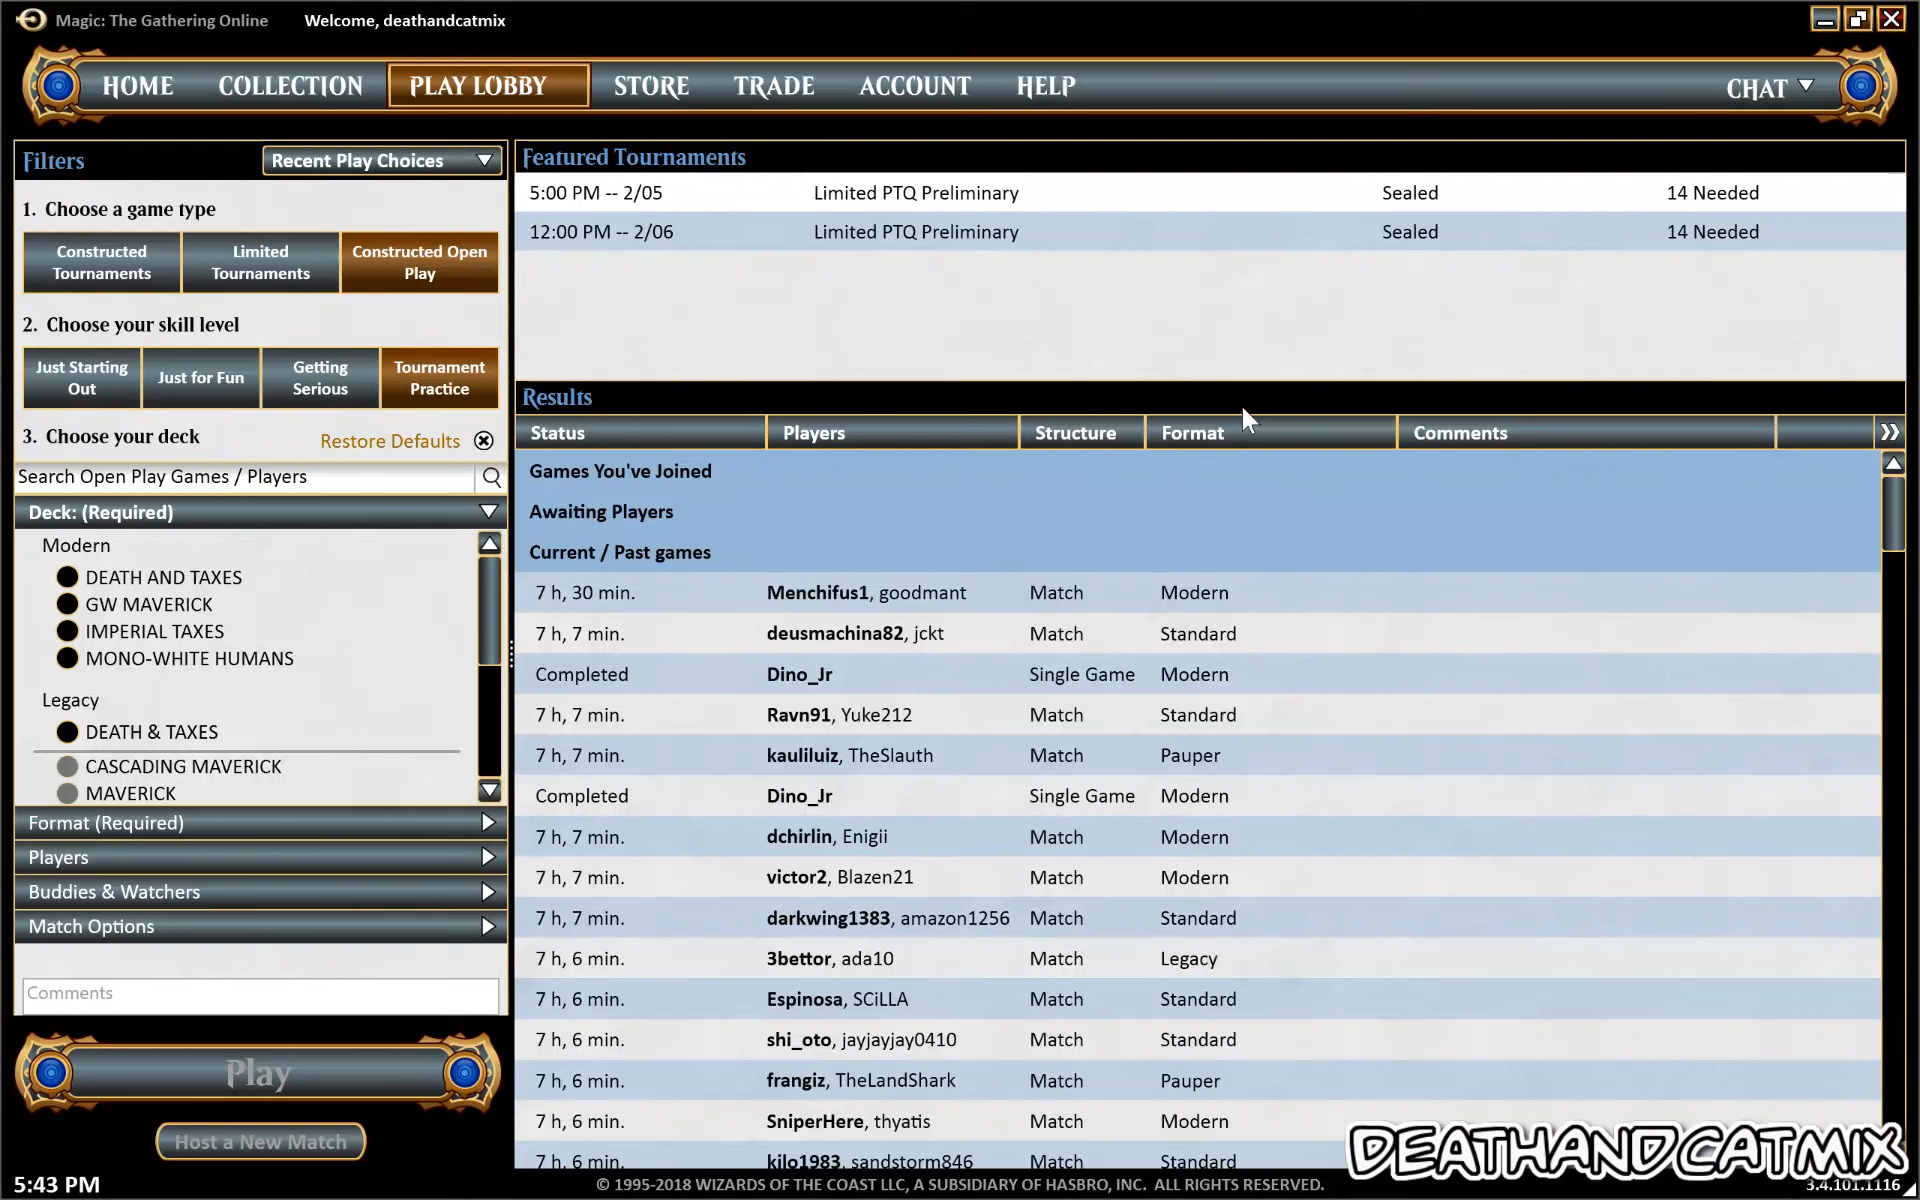 Magic: The Gathering Online Welcome, deathandcatmix
HOME COLLECTION PLAY LOBBY STORE TRADE ACCOUNT HELP CHAT
Filters Recent Play Choices
1. Choose a game type
Constructed Tournaments Limited Tournaments Constructed Open Play
2. Choose your skill level
Just Starting Out Just for Fun Getting Serious Tournament Practice
3. Choose your deck Restore Defaults
Search Open Play Games / Players
Deck: (Required)
Modern
DEATH AND TAXES
GW MAVERICK
IMPERIAL TAXES
MONO-WHITE HUMANS
Legacy
DEATH & TAXES
CASCADING MAVERICK
MAVERICK
Format (Required)
Players
Buddies & Watchers
Match Options
Comments
Play
Host a New Match
5:43 PM
Featured Tournaments
5:00 PM -- 2/05 Limited PTQ Preliminary Sealed 14 Needed
12:00 PM -- 2/06 Limited PTQ Preliminary Sealed 14 Needed
Results
Status Players Structure Format Comments
Games You've Joined
Awaiting Players
Current / Past games
7 h, 30 min. Menchifus1, goodmant Match Modern
7 h, 7 min. deusmachina82, jckt Match Standard
Completed Dino_Jr Single Game Modern
7 h, 7 min. Ravn91, Yuke212 Match Standard
7 h, 7 min. kauliluiz, TheSlauth Match Pauper
Completed Dino_Jr Single Game Modern
7 h, 7 min. dchirlin, Enigii Match Modern
7 h, 7 min. victor2, Blazen21 Match Modern
7 h, 7 min. darkwing1383, amazon1256 Match Standard
7 h, 6 min. 3bettor, ada10 Match Legacy
7 h, 6 min. Espinosa, SCiLLA Match Standard
7 h, 6 min. shi_oto, jayjayjay0410 Match Standard
7 h, 6 min. frangiz, TheLandShark Match Pauper
7 h, 6 min. SniperHere, thyatis Match Modern
7 h, 6 min. kilo1983, sandstorm846 Match Standard
DEATHANDCATMIX
© 1995-2018 WIZARDS OF THE COAST LLC, A SUBSIDIARY OF HASBRO, INC. ALL RIGHTS RESERVED.
3.4.101.1116